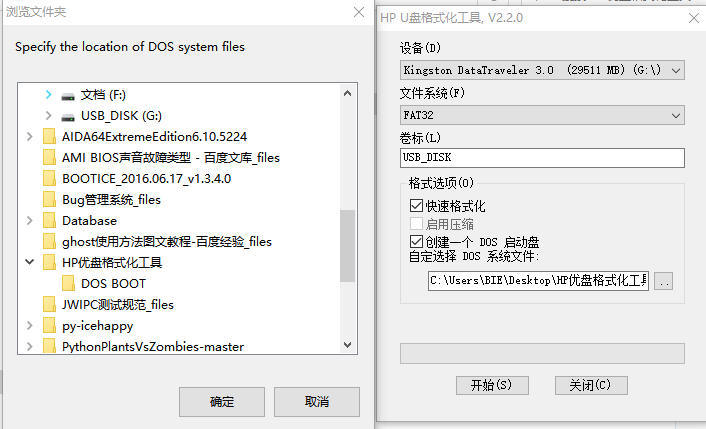 浏览文件夹
Specify the location of DOS system files
文档 (F:)
USB_DISK (G:)
AIDA64ExtremeEdition6.10.5224
AMI BIOS声音故障类型 - 百度文库_files
BOOTICE_2016.06.17_v1.3.4.0
Bug管理系统_files
Database
ghost使用方法图文教程-百度经验_files
HP优盘格式化工具
DOS BOOT
JWIPC测试规范_files
py-icehappy
PythonPlantsVsZombies-master
确定
取消
HP U盘格式化工具, V2.2.0
设备(D)
Kingston DataTraveler 3.0 (29511 MB) (G:\)
文件系统(F)
FAT32
卷标(L)
USB_DISK
格式选项(O)
快速格式化
启用压缩
创建一个 DOS 启动盘
自定选择 DOS 系统文件:
C:\Users\BIE\Desktop\HP优盘格式化工具
..
开始(S)
关闭(C)